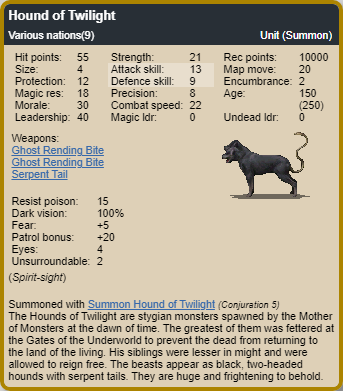 Hound of Twilight
Various nations(9) Unit (Summon)
Hit points: 55 Strength: 21 Rec points: 10000
Size: 4 Attack skill: 13 Map move: 20
Protection: 12 Defence skill: 9 Encumbrance: 2
Magic res: 18 Precision: 8 Age: 150
Morale: 30 Combat speed: 22 (250)
Leadership: 40 Magic ldr: 0 Undead ldr: 0
Weapons:
Ghost Rending Bite
Ghost Rending Bite
Serpent Tail
Resist poison: 15
Dark vision: 100%
Fear: +5
Patrol bonus: +20
Eyes: 4
Unsurroundable: 2
(Spirit-sight)
Summoned with Summon Hound of Twilight (Conjuration 5)
The Hounds of Twilight are stygian monsters spawned by the Mother
of Monsters at the dawn of time. The greatest of them was fettered at
the Gates of the Underworld to prevent the dead from returning to
the land of the living. His siblings were lesser in might and were
allowed to reign free. The beasts appear as black, two-headed
hounds with serpent tails. They are huge and frightening to behold.